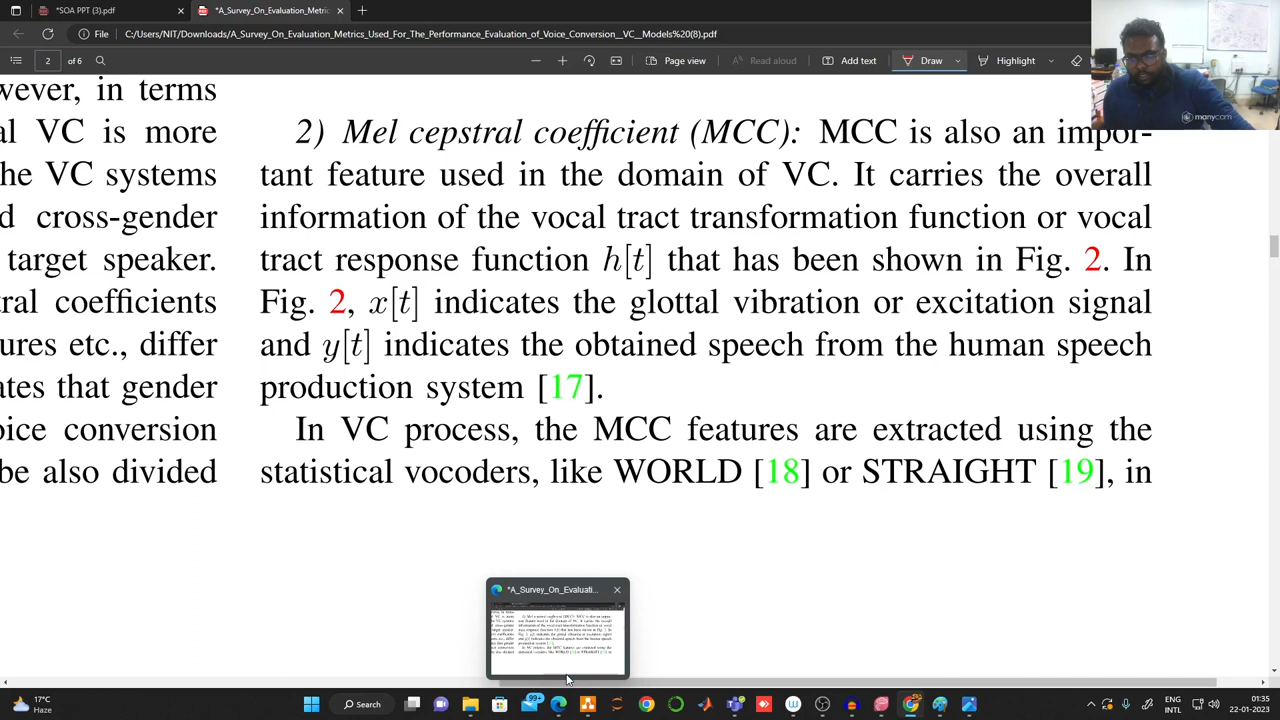 *SOA PPT (3).pdf
*A_Survey_On_Evaluation_Metric
File
C:/Users/NIT/Downloads/A_Survey_On_Evaluation_Metrics_Used_For_The_Performance_Evaluation_of_Voice_Conversion__VC__Models%20(8).pdf
2 of 6
Page view
Read aloud
Add text
Draw
Highlight
manycam
wever, in terms
al VC is more
he VC systems
d cross-gender
target speaker.
ral coefficients
ures etc., differ
ates that gender
oice conversion
be also divided
2) Mel cepstral coefficient (MCC): MCC is also an impor-
tant feature used in the domain of VC. It carries the overall
information of the vocal tract transformation function or vocal
tract response function h[t] that has been shown in Fig. 2. In
Fig. 2, x[t] indicates the glottal vibration or excitation signal
and y[t] indicates the obtained speech from the human speech
production system [17].
In VC process, the MCC features are extracted using the
statistical vocoders, like WORLD [18] or STRAIGHT [19], in
*A_Survey_On_Evaluati...
17°C
Haze
Search
99+
ENG
INTL
01:35
22-01-2023